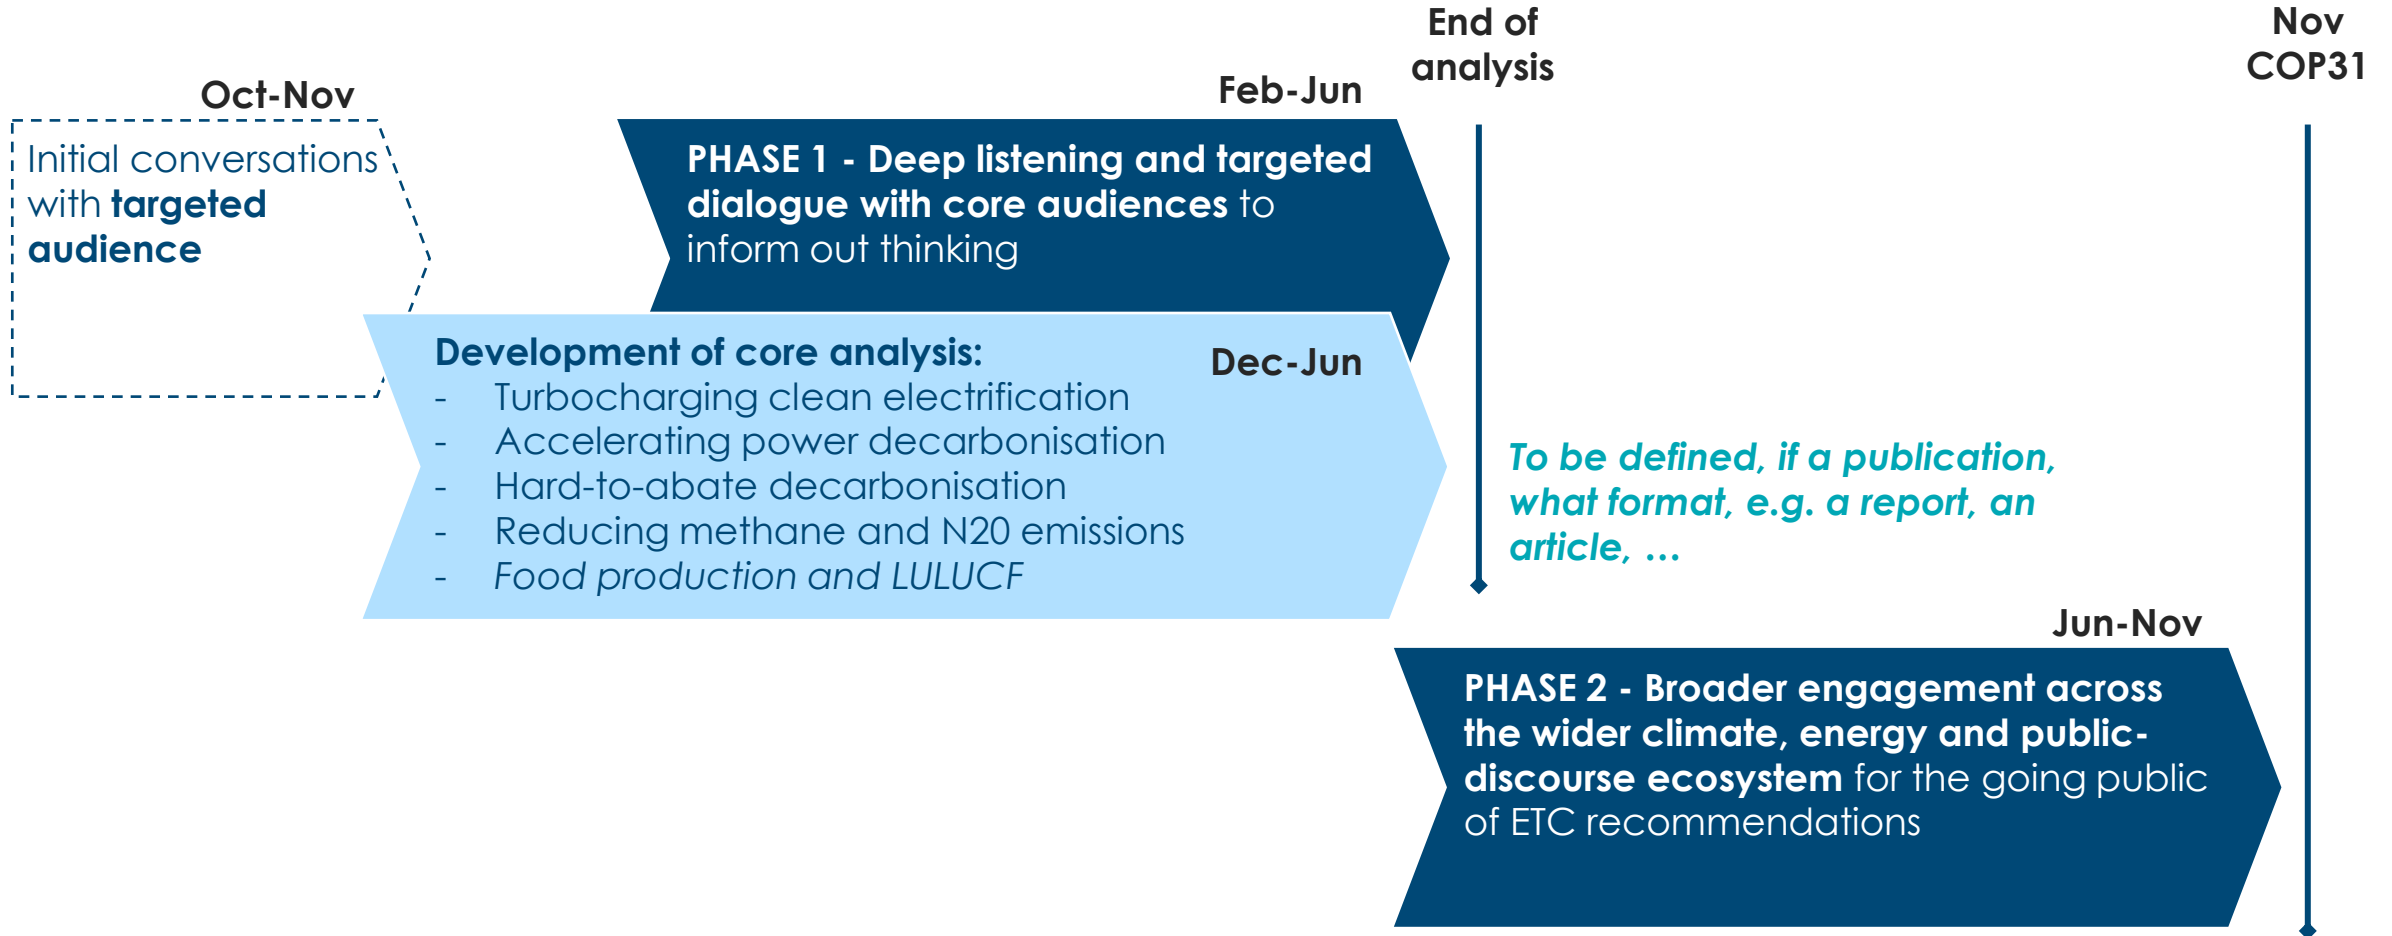 Oct-Nov
Initial conversations
with targeted
audience
Feb-Jun
PHASE 1 - Deep listening and targeted
dialogue with core audiences to
inform out thinking
End of
analysis
Nov
COP31
Development of core analysis:
Dec-Jun
- Turbocharging clean electrification
- Accelerating power decarbonisation
- Hard-to-abate decarbonisation
- Reducing methane and N20 emissions
- Food production and LULUCF
To be defined, if a publication,
what format, e.g. a report, an
article, …
Jun-Nov
PHASE 2 - Broader engagement across
the wider climate, energy and public-
discourse ecosystem for the going public
of ETC recommendations